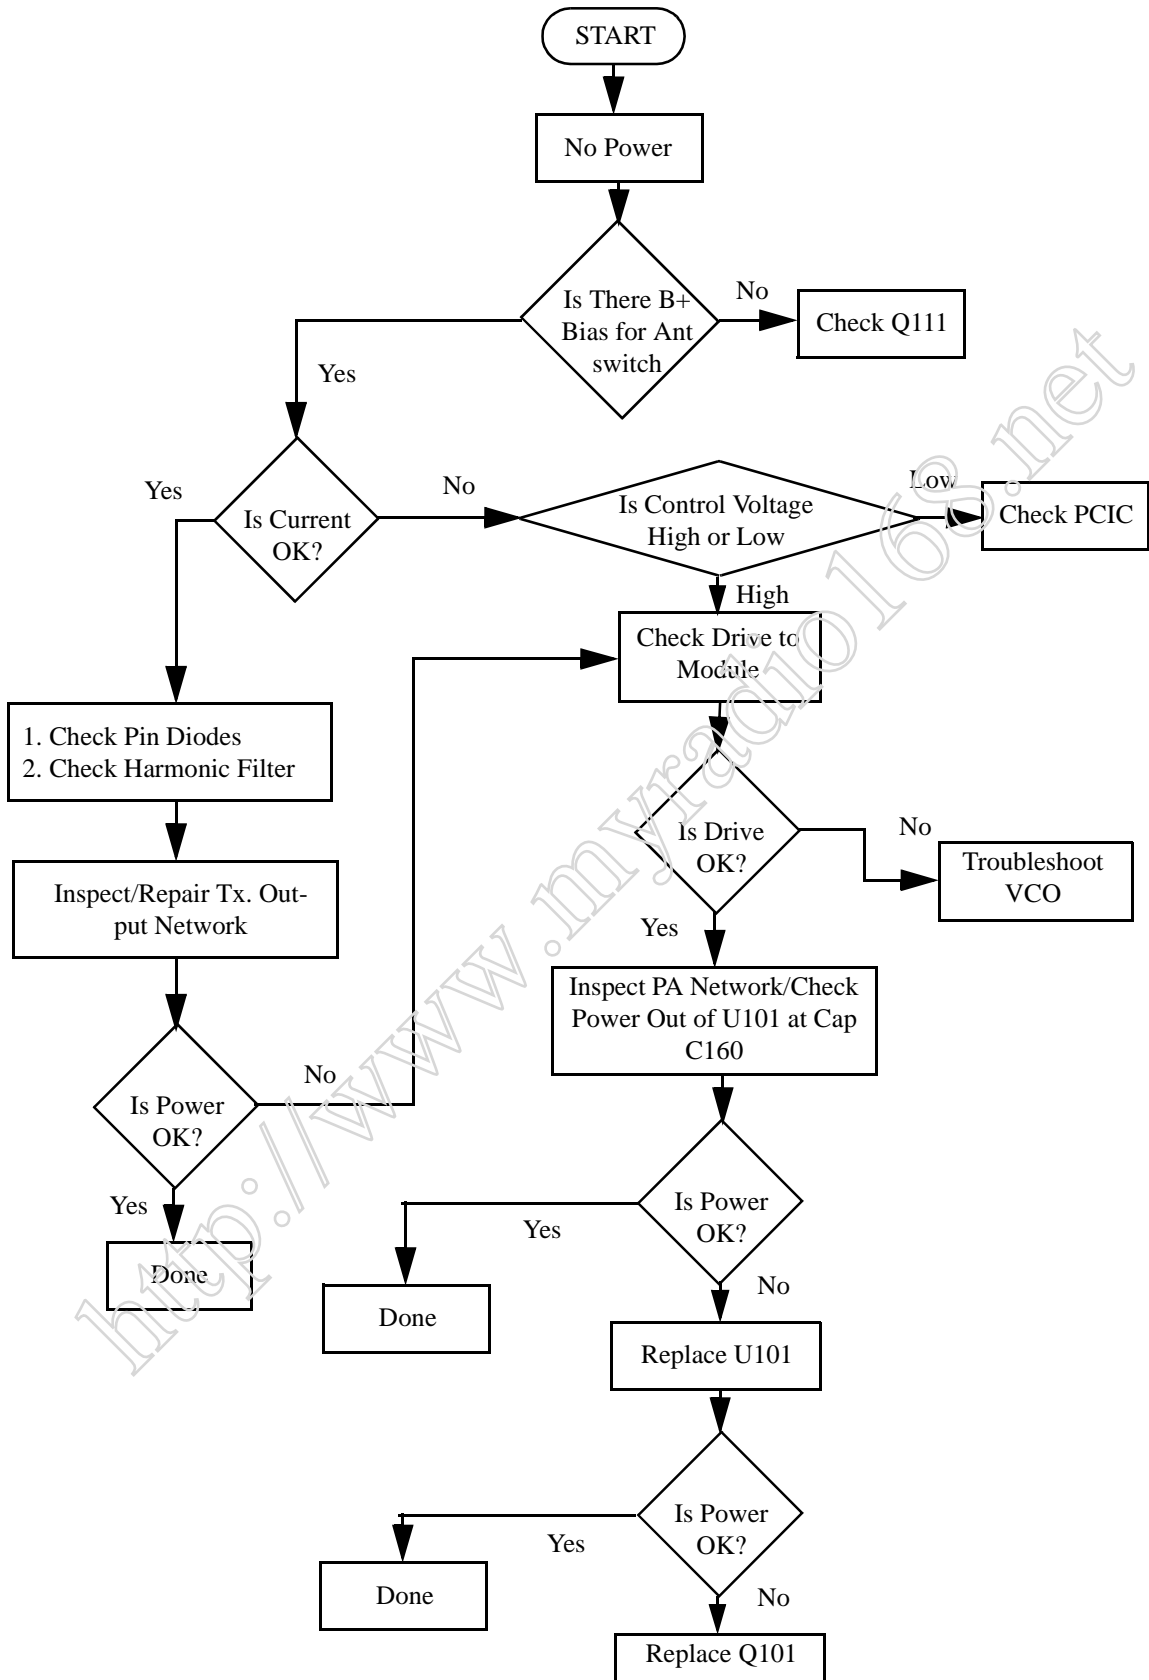 START
No Power
Is There B+
Bias for Ant
switch
No
Check Q111
Yes
Yes
Is Current
OK?
No
Is Control Voltage
High or Low
Low
Check PCIC
High
Check Drive to
Module
1. Check Pin Diodes
2. Check Harmonic Filter
Is Drive
OK?
No
Troubleshoot
VCO
Inspect/Repair Tx. Out-
put Network
Yes
Inspect PA Network/Check
Power Out of U101 at Cap
C160
Is Power
OK?
No
Yes
Done
Is Power
OK?
Yes
Done
No
Replace U101
Is Power
OK?
Yes
Done
No
Replace Q101
http://www.myradio168.net